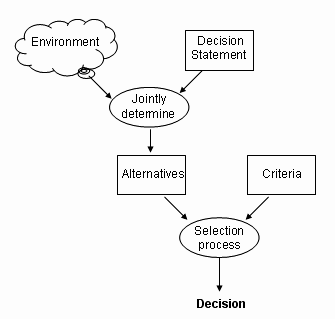 Environment
Decision
Statement
Jointly
determine
Alternatives
Criteria
Selection
process
Decision